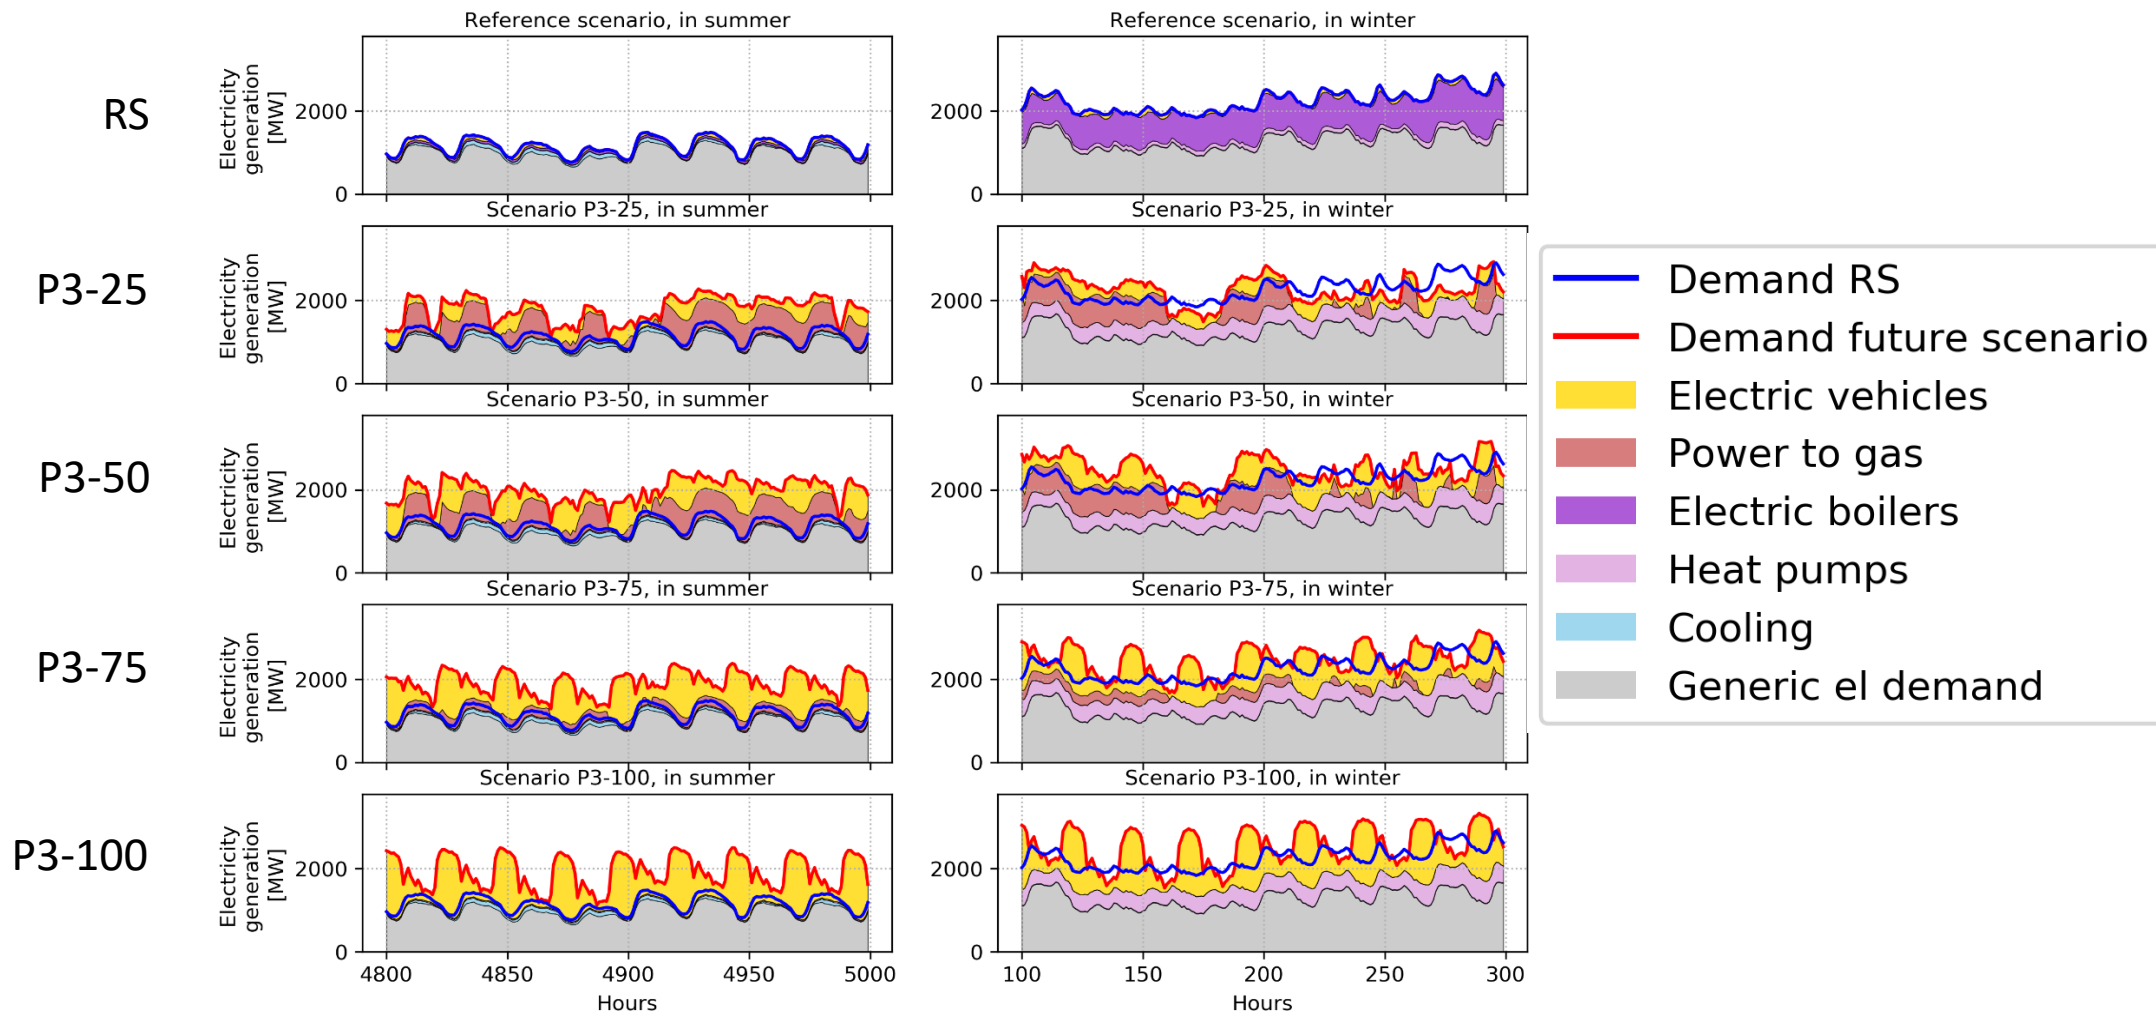 Reference scenario, in summer
Reference scenario, in winter
RS
Electricity
generation
[MW]
2000
0
2000
0
Scenario P3-25, in summer
Scenario P3-25, in winter
P3-25
Electricity
generation
[MW]
2000
0
2000
0
Scenario P3-50, in summer
Scenario P3-50, in winter
P3-50
Electricity
generation
[MW]
2000
0
2000
0
Scenario P3-75, in summer
Scenario P3-75, in winter
P3-75
Electricity
generation
[MW]
2000
0
2000
0
Scenario P3-100, in summer
Scenario P3-100, in winter
P3-100
Electricity
generation
[MW]
2000
0
2000
0
4800 4850 4900 4950 5000
Hours
100 150 200 250 300
Hours
Demand RS
Demand future scenario
Electric vehicles
Power to gas
Electric boilers
Heat pumps
Cooling
Generic el demand